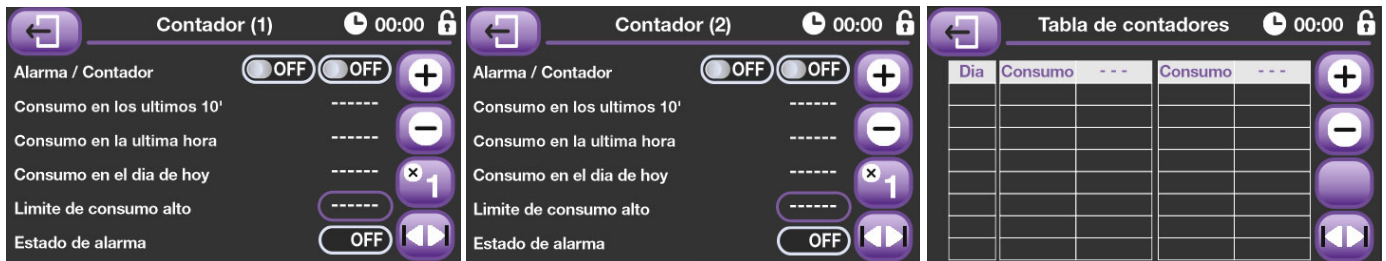 Contador (1) 00:00
Alarma / Contador OFF OFF
Consumo en los ultimos 10' ------
Consumo en la ultima hora ------
Consumo en el dia de hoy ------
×1
Limite de consumo alto ------
Estado de alarma OFF
Contador (2) 00:00
Alarma / Contador OFF OFF
Consumo en los ultimos 10' ------
Consumo en la ultima hora ------
Consumo en el dia de hoy ------
×1
Limite de consumo alto ------
Estado de alarma OFF
Tabla de contadores 00:00
Dia Consumo --- Consumo ---